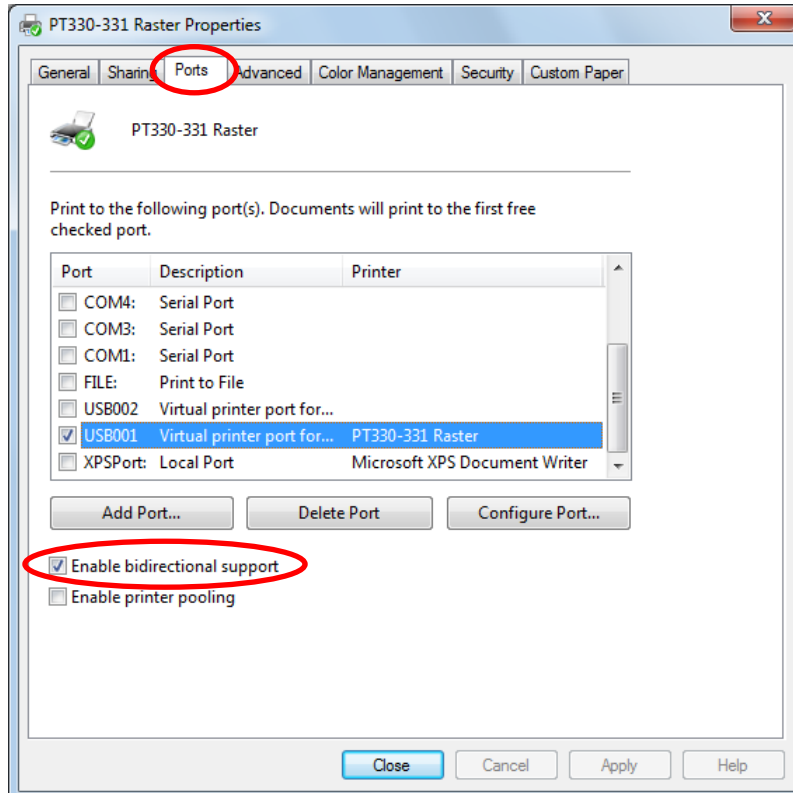 PT330-331 Raster Properties
General Sharing Ports Advanced Color Management Security Custom Paper
PT330-331 Raster
Print to the following port(s). Documents will print to the first free
checked port.
Port Description Printer
COM4: Serial Port
COM3: Serial Port
COM1: Serial Port
FILE: Print to File
USB002 Virtual printer port for...
USB001 Virtual printer port for... PT330-331 Raster
XPSPort: Local Port Microsoft XPS Document Writer
Add Port... Delete Port Configure Port...
Enable bidirectional support
Enable printer pooling
Close Cancel Apply Help